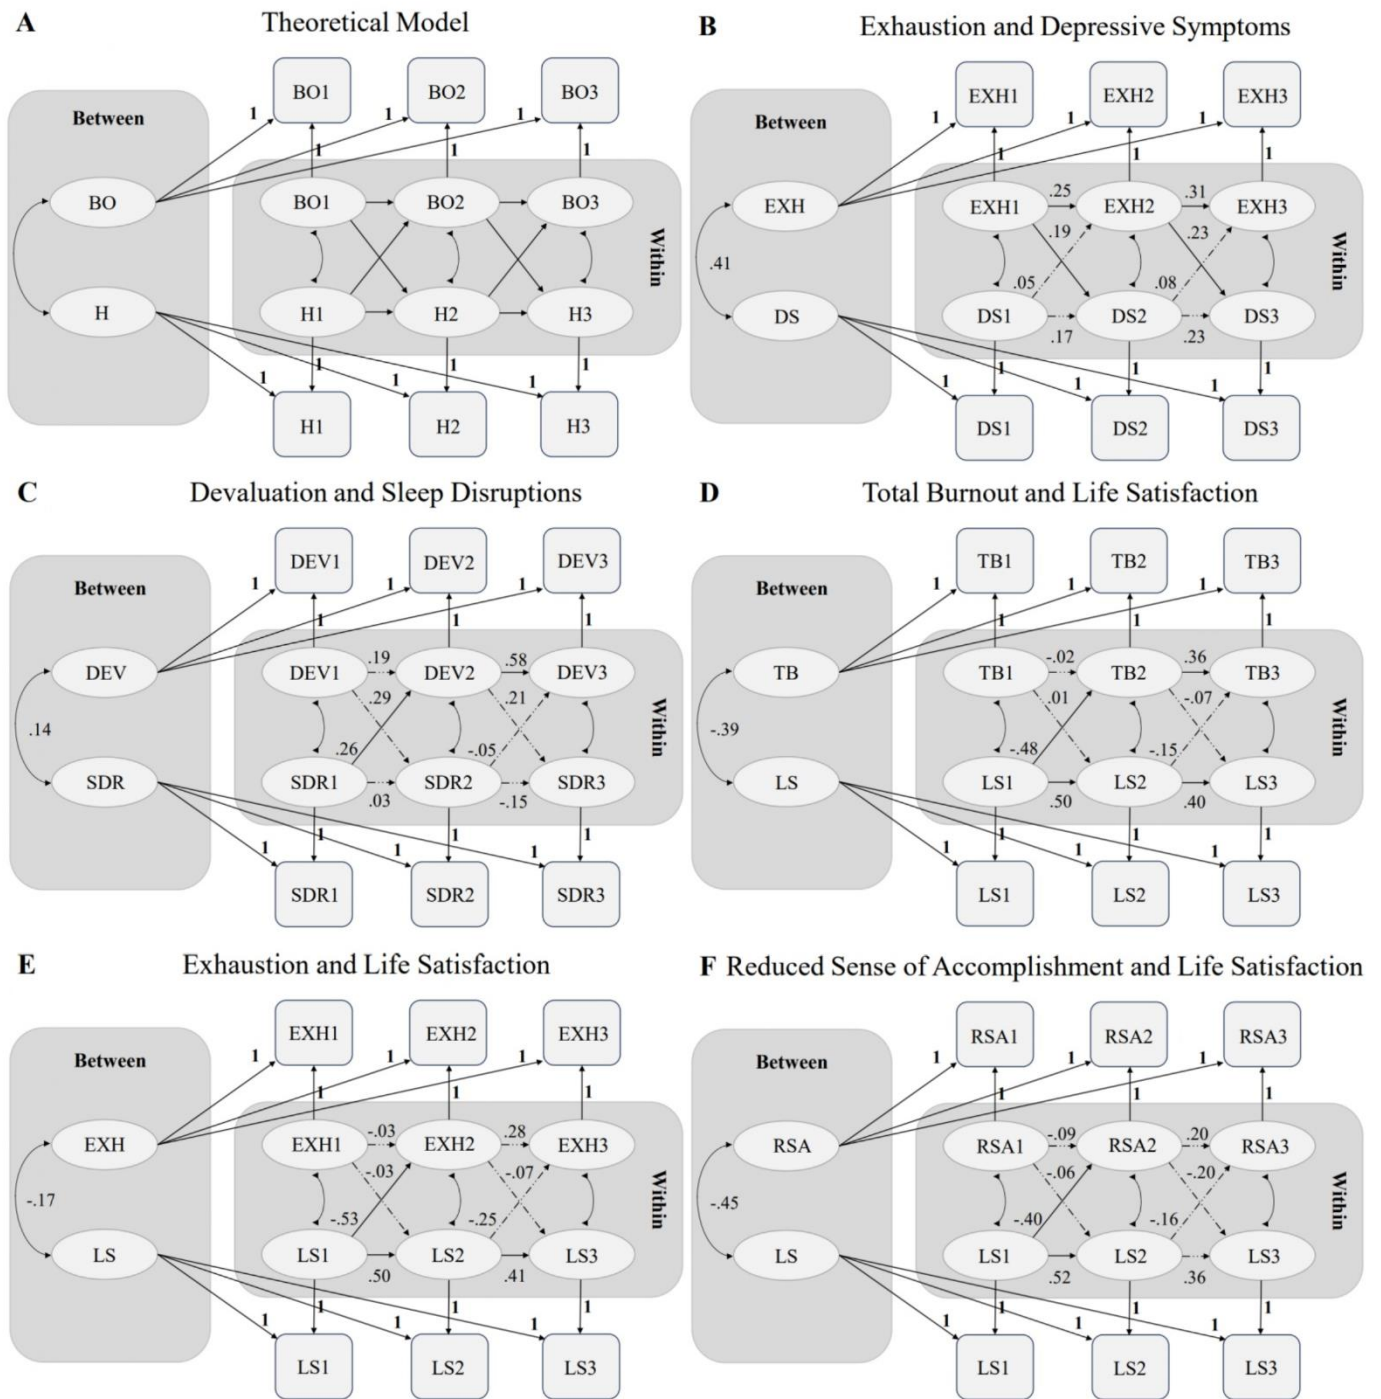 A Theoretical Model
BO1 BO2 BO3
1 1 1
Between
1 1 1
BO
BO1 BO2 BO3
Within
H
H1 H2 H3
1 1 1
1 1 1
H1 H2 H3
B Exhaustion and Depressive Symptoms
EXH1 EXH2 EXH3
1 1 1
Between
1 1 1
EXH
EXH1 .25 EXH2 .31 EXH3
.19 .23
.41
Within
.05 .08
DS
DS1 DS2 DS3
.17 .23
1 1 1
1 1 1
DS1 DS2 DS3
C Devaluation and Sleep Disruptions
DEV1 DEV2 DEV3
1 1 1
Between
1 1 1
DEV
DEV1 .19 DEV2 .58 DEV3
.29 .21
.14
Within
.26 -.05
SDR
SDR1 SDR2 SDR3
.03 -.15
1 1 1
1 1 1
SDR1 SDR2 SDR3
D Total Burnout and Life Satisfaction
TB1 TB2 TB3
1 1 1
Between
1 1 1
TB
TB1 -.02 TB2 .36 TB3
.01 -.07
-.39
Within
-.48 -.15
LS
LS1 LS2 LS3
.50 .40
1 1 1
1 1 1
LS1 LS2 LS3
E Exhaustion and Life Satisfaction
EXH1 EXH2 EXH3
1 1 1
Between
1 1 1
EXH
EXH1 -.03 EXH2 .28 EXH3
-.03 -.07
-.17
Within
-.53 -.25
LS
LS1 LS2 LS3
.50 .41
1 1 1
1 1 1
LS1 LS2 LS3
F Reduced Sense of Accomplishment and Life Satisfaction
RSA1 RSA2 RSA3
1 1 1
Between
1 1 1
RSA
RSA1 -.09 RSA2 .20 RSA3
-.06 -.20
-.45
Within
-.40 -.16
LS
LS1 LS2 LS3
.52 .36
1 1 1
1 1 1
LS1 LS2 LS3